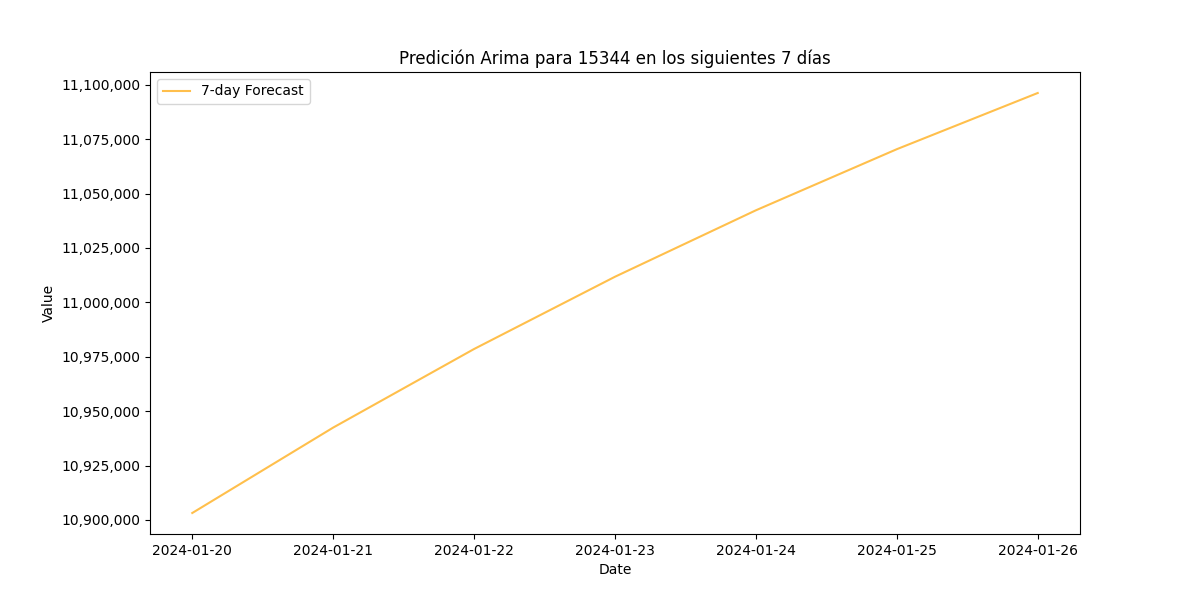 Predición Arima para 15344 en los siguientes 7 días
7-day Forecast
11,100,000
11,075,000
11,050,000
11,025,000
11,000,000
10,975,000
10,950,000
10,925,000
10,900,000
Value
2024-01-20 2024-01-21 2024-01-22 2024-01-23 2024-01-24 2024-01-25 2024-01-26
Date